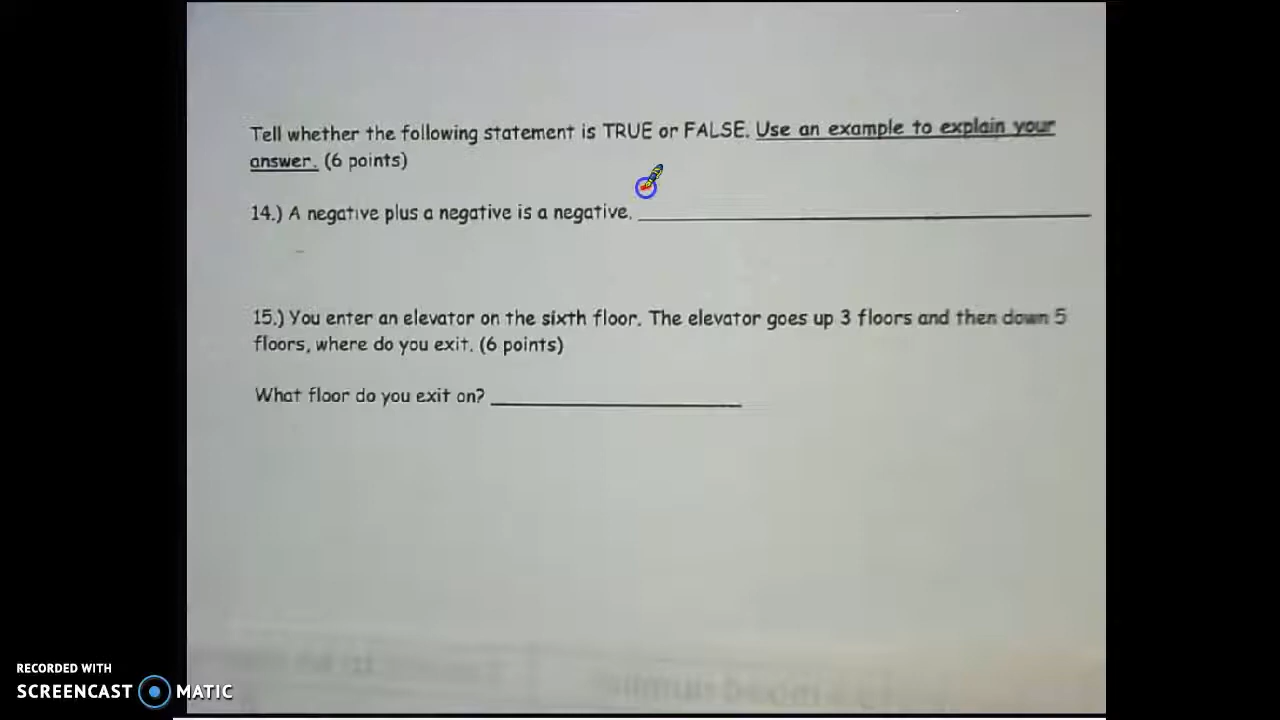 Tell whether the following statement is TRUE or FALSE. Use an example to explain your
answer. (6 points)
14.) A negative plus a negative is a negative. ____________________
15.) You enter an elevator on the sixth floor. The elevator goes up 3 floors and then down 5
floors, where do you exit. (6 points)
What floor do you exit on? ____________________
RECORDED WITH
SCREENCAST MATIC